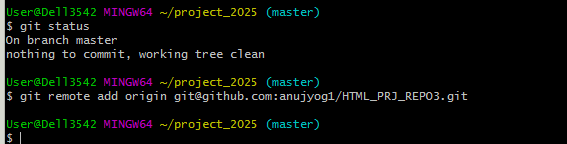 User@Dell3542 MINGW64 ~/project_2025 (master)
$ git status
On branch master
nothing to commit, working tree clean
User@Dell3542 MINGW64 ~/project_2025 (master)
$ git remote add origin git@github.com:anujyog1/HTML_PRJ_REPO3.git
User@Dell3542 MINGW64 ~/project_2025 (master)
$